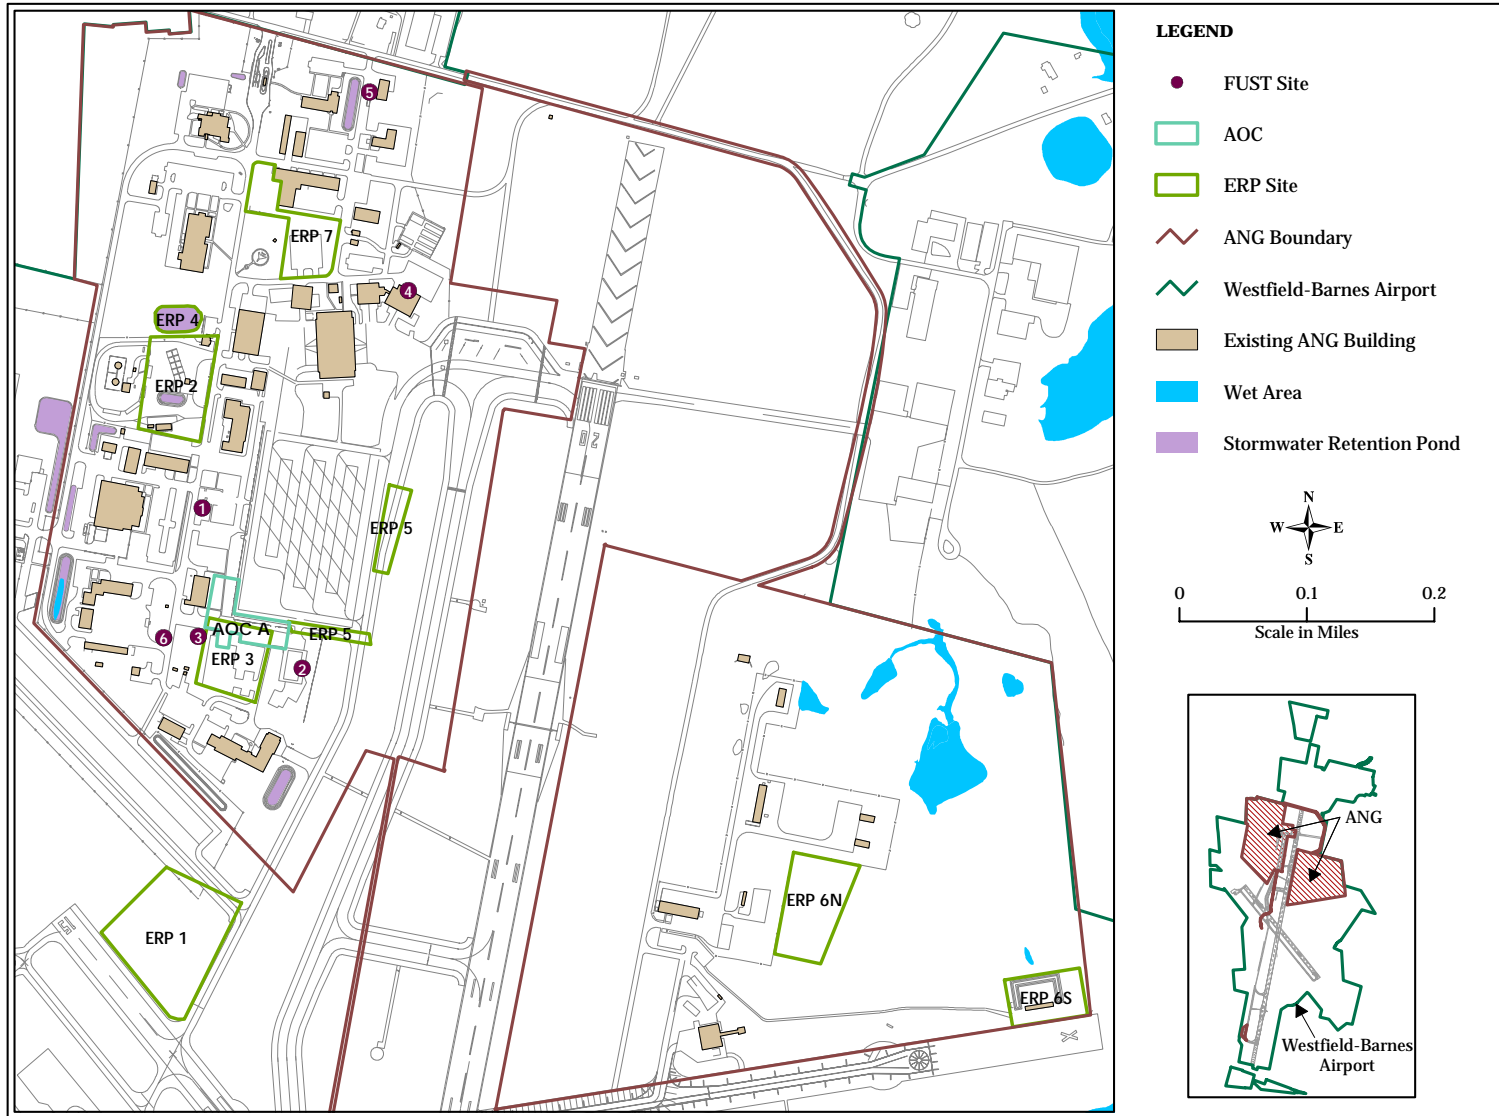 LEGEND
FUST Site
AOC
ERP Site
ANG Boundary
Westfield-Barnes Airport
Existing ANG Building
Wet Area
Stormwater Retention Pond
N
W E
S
0 0.1 0.2
Scale in Miles
ANG
Westfield-Barnes
Airport
5
ERP 7
4
ERP 4
ERP 2
02
1
ERP 5
AOC A
ERP 5
6
3
ERP 3
2
ERP 6N
ERP 1
15
ERP 6S
X